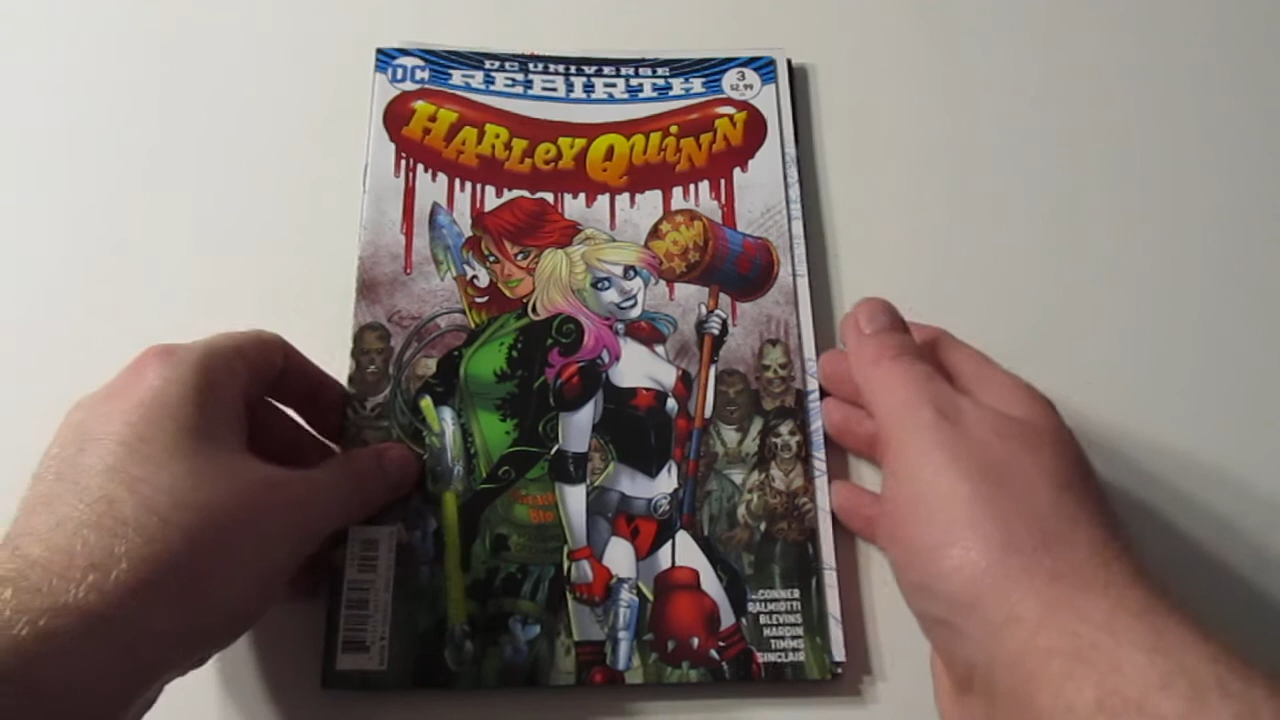 DC
DC UNIVERSE
REBIRTH
3
$2.99
HARLEY QUINN
POW
CONNER
PALMIOTTI
BLEVINS
HARDIN
TIMMS
SINCLAIR